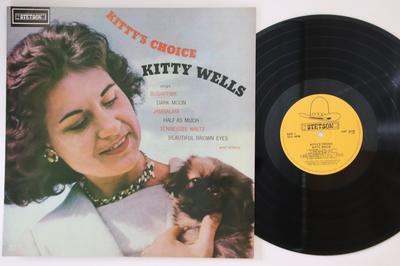 STETSON
KITTY'S CHOICE
KITTY WELLS
sings
SUGARTIME
DARK MOON
JAMBALAYA
HALF AS MUCH
TENNESSEE WALTZ
BEAUTIFUL BROWN EYES
and others
STETSON
KITTY'S CHOICE
KITTY WELLS